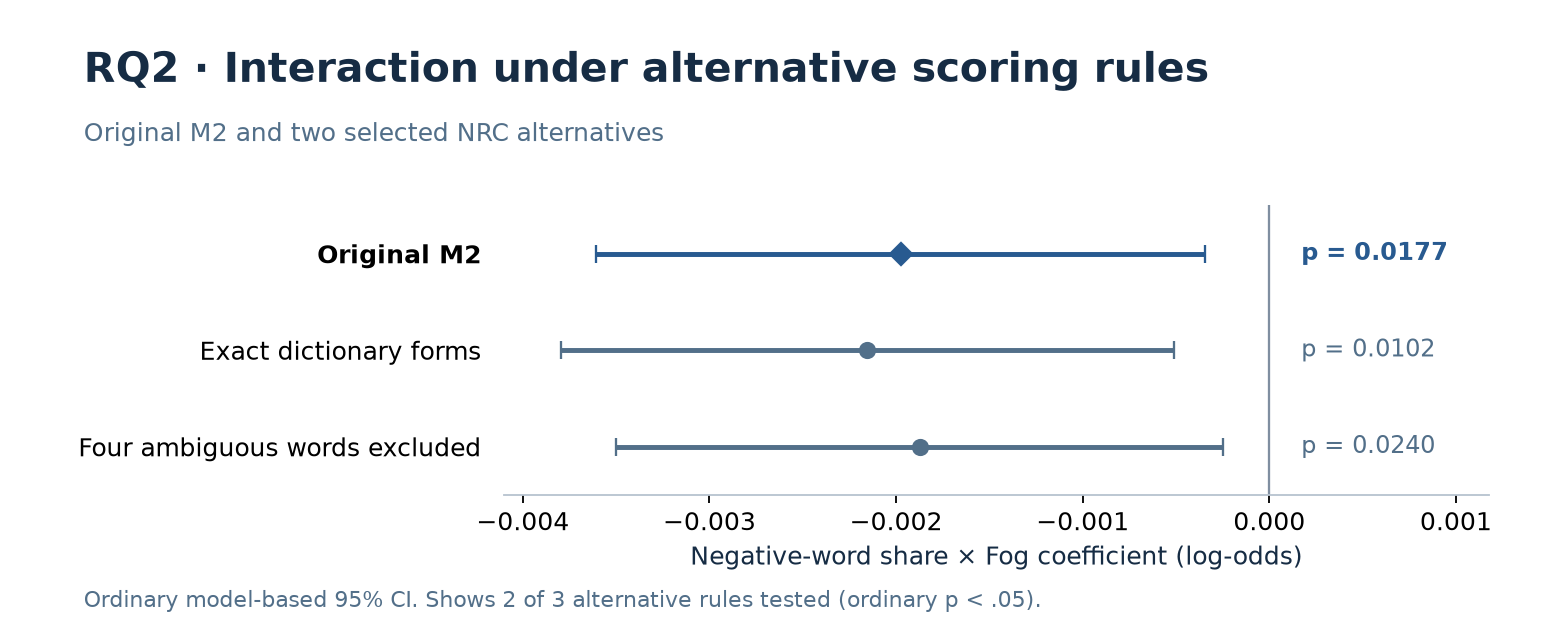 RQ2 · Interaction under alternative scoring rules
Original M2 and two selected NRC alternatives
Original M2
p = 0.0177
Exact dictionary forms
p = 0.0102
Four ambiguous words excluded
p = 0.0240
−0.004 −0.003 −0.002 −0.001 0.000 0.001
Negative-word share × Fog coefficient (log-odds)
Ordinary model-based 95% CI. Shows 2 of 3 alternative rules tested (ordinary p < .05).